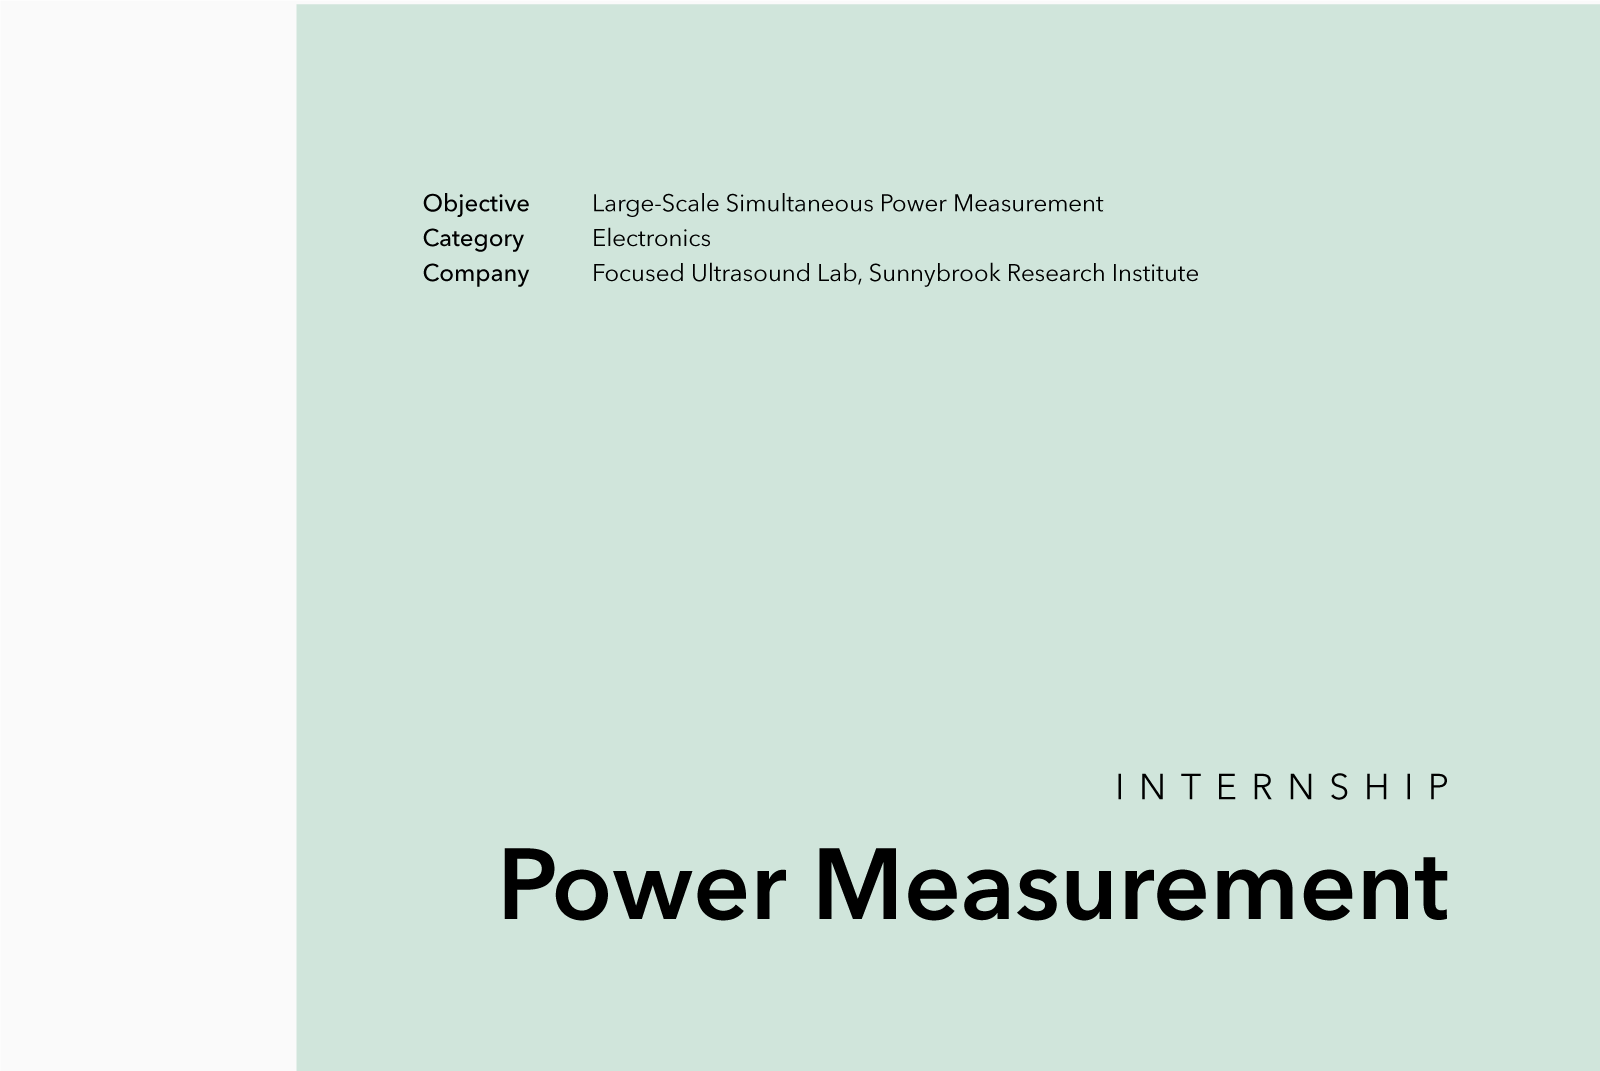 Objective Large-Scale Simultaneous Power Measurement
Category Electronics
Company Focused Ultrasound Lab, Sunnybrook Research Institute
INTERNSHIP
Power Measurement